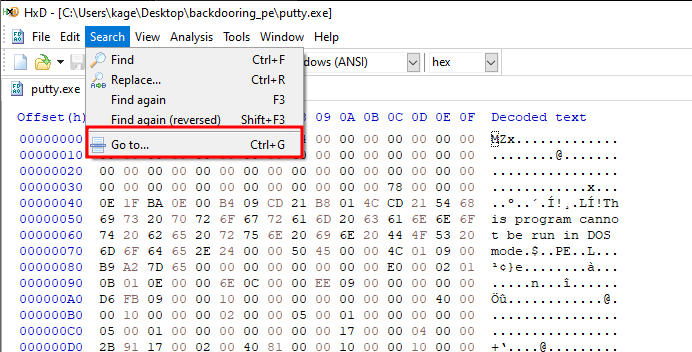 HxD - [C:\Users\kage\Desktop\backdooring_pe\putty.exe]
File Edit Search View Analysis Tools Window Help
dows (ANSI) hex
putty.exe
Find Ctrl+F
Replace... Ctrl+R
Find again F3
Find again (reversed) Shift+F3
Go to... Ctrl+G
Offset(h) 09 0A 0B 0C 0D 0E 0F Decoded text
00000000 00 00 00 00 00 00 00 MZx.............
00000010 00 00 00 00 00 00 00 ........@.......
00000020 00 00 00 00 00 00 00 00 00 00 00 00 00 00 00 00 ................
00000030 00 00 00 00 00 00 00 00 00 00 00 00 78 00 00 00 ............x...
00000040 0E 1F BA 0E 00 B4 09 CD 21 B8 01 4C CD 21 54 68 ..º..´.Í!¸.LÍ!Th
00000050 69 73 20 70 72 6F 67 72 61 6D 20 63 61 6E 6E 6F is program canno
00000060 74 20 62 65 20 72 75 6E 20 69 6E 20 44 4F 53 20 t be run in DOS
00000070 6D 6F 64 65 2E 24 00 00 50 45 00 00 4C 01 09 00 mode.$..PE..L...
00000080 B9 A2 7D 65 00 00 00 00 00 00 00 00 E0 00 02 01 ¹¢}e........à...
00000090 0B 01 0E 00 00 6E 0C 00 00 EE 09 00 00 00 00 00 .....n...î......
000000A0 D6 FB 09 00 00 10 00 00 00 00 00 00 00 00 40 00 Öû............@.
000000B0 00 10 00 00 00 02 00 00 05 00 01 00 00 00 00 00 ................
000000C0 05 00 01 00 00 00 00 00 00 00 17 00 00 04 00 00 ................
000000D0 2B 91 17 00 02 00 40 81 00 00 10 00 00 10 00 00 +‘....@.........